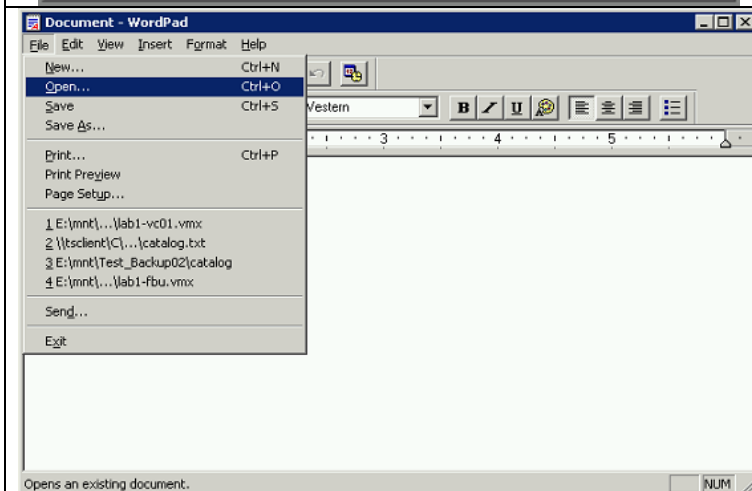 Document - WordPad
File Edit View Insert Format Help
New... Ctrl+N
Open... Ctrl+O
Save Ctrl+S
Save As...
Western
B I U
3 4 5
Print... Ctrl+P
Print Preview
Page Setup...
1 E:\mnt\...\lab1-vc01.vmx
2 \\tsclient\C\...\catalog.txt
3 E:\mnt\Test_Backup02\catalog
4 E:\mnt\...\lab1-fbu.vmx
Send...
Exit
Opens an existing document. NUM